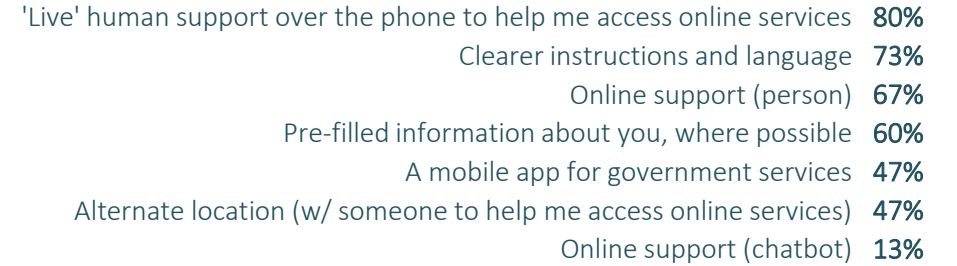 'Live' human support over the phone to help me access online services 80%
Clearer instructions and language 73%
Online support (person) 67%
Pre-filled information about you, where possible 60%
A mobile app for government services 47%
Alternate location (w/ someone to help me access online services) 47%
Online support (chatbot) 13%